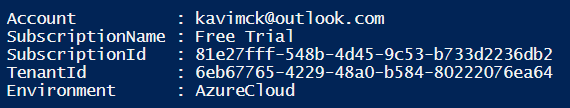 Account          : kavimck@outlook.com
SubscriptionName : Free Trial
SubscriptionId   : 81e27fff-548b-4d45-9c53-b733d2236db2
TenantId         : 6eb67765-4229-48a0-b584-80222076ea64
Environment      : AzureCloud